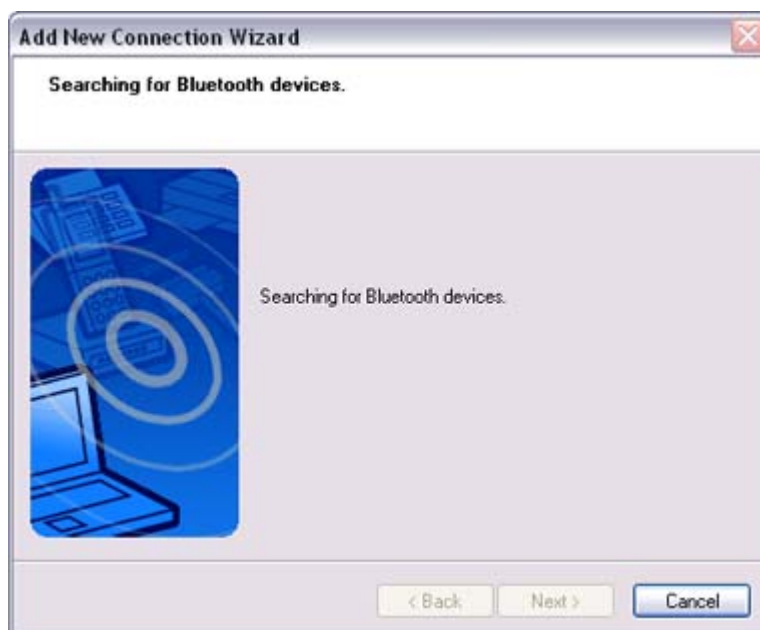 Add New Connection Wizard
Searching for Bluetooth devices.
Searching for Bluetooth devices.
< Back
Next >
Cancel